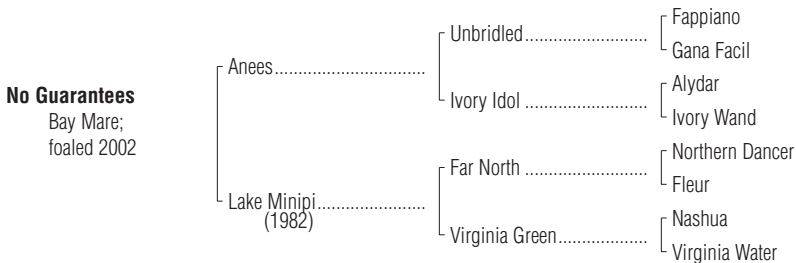 Fappiano
Unbridled
Gana Facil
Anees
Alydar
Ivory Idol
Ivory Wand
No Guarantees
Bay Mare;
foaled 2002
Northern Dancer
Far North
Fleur
Lake Minipi
(1982)
Nashua
Virginia Green
Virginia Water